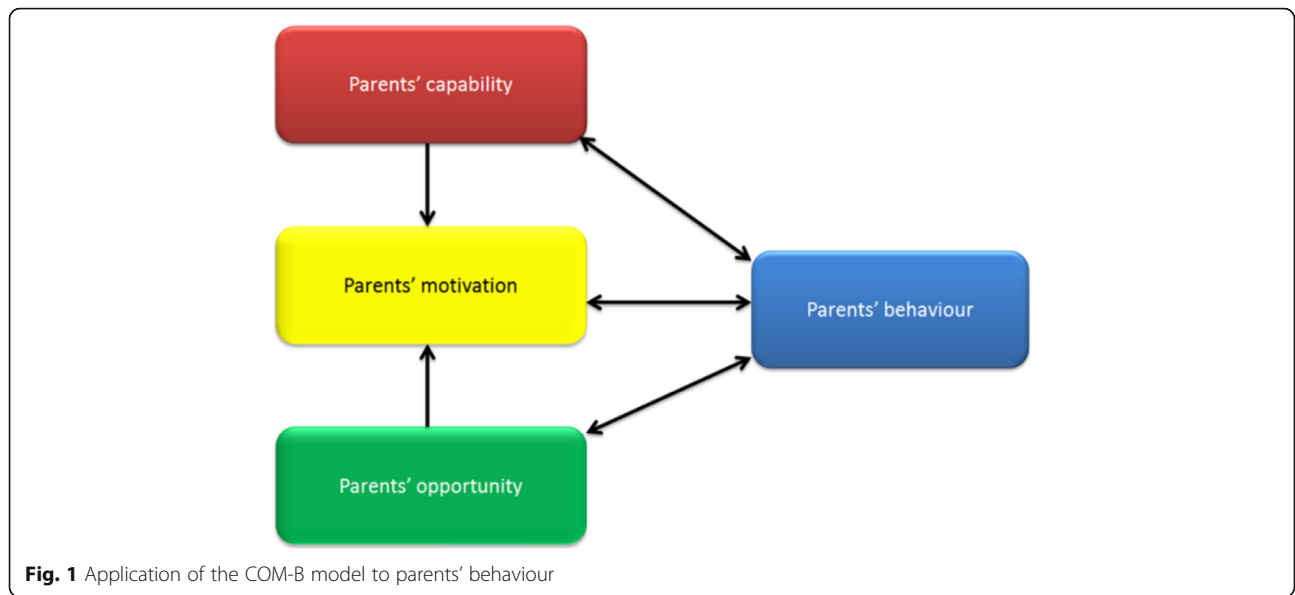 Parents’ capability
Parents’ motivation
Parents’ behaviour
Parents’ opportunity
Fig. 1 Application of the COM-B model to parents’ behaviour